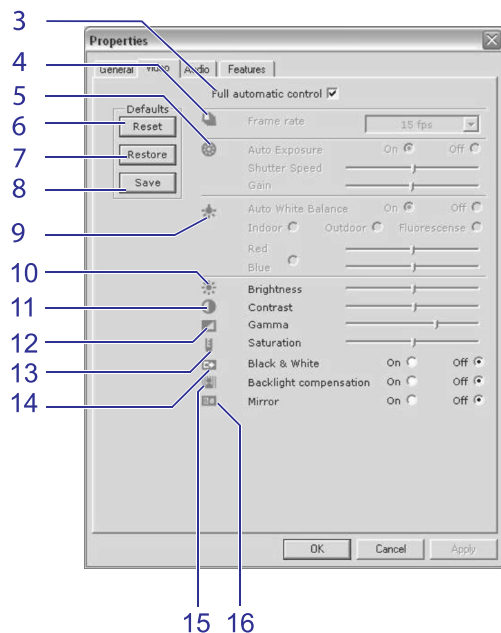 3
Properties
4
General Video Audio Features
5
Full automatic control
Defaults
6
Reset
Frame rate 15 fps
7
Restore
Auto Exposure On Off
Shutter Speed
8
Save
Gain
9
Auto White Balance On Off
Indoor Outdoor Fluorescense
Red
Blue
10
Brightness
11
Contrast
12
Gamma
13
Saturation
14
Black & White On Off
Backlight compensation On Off
Mirror On Off
OK Cancel Apply
15 16